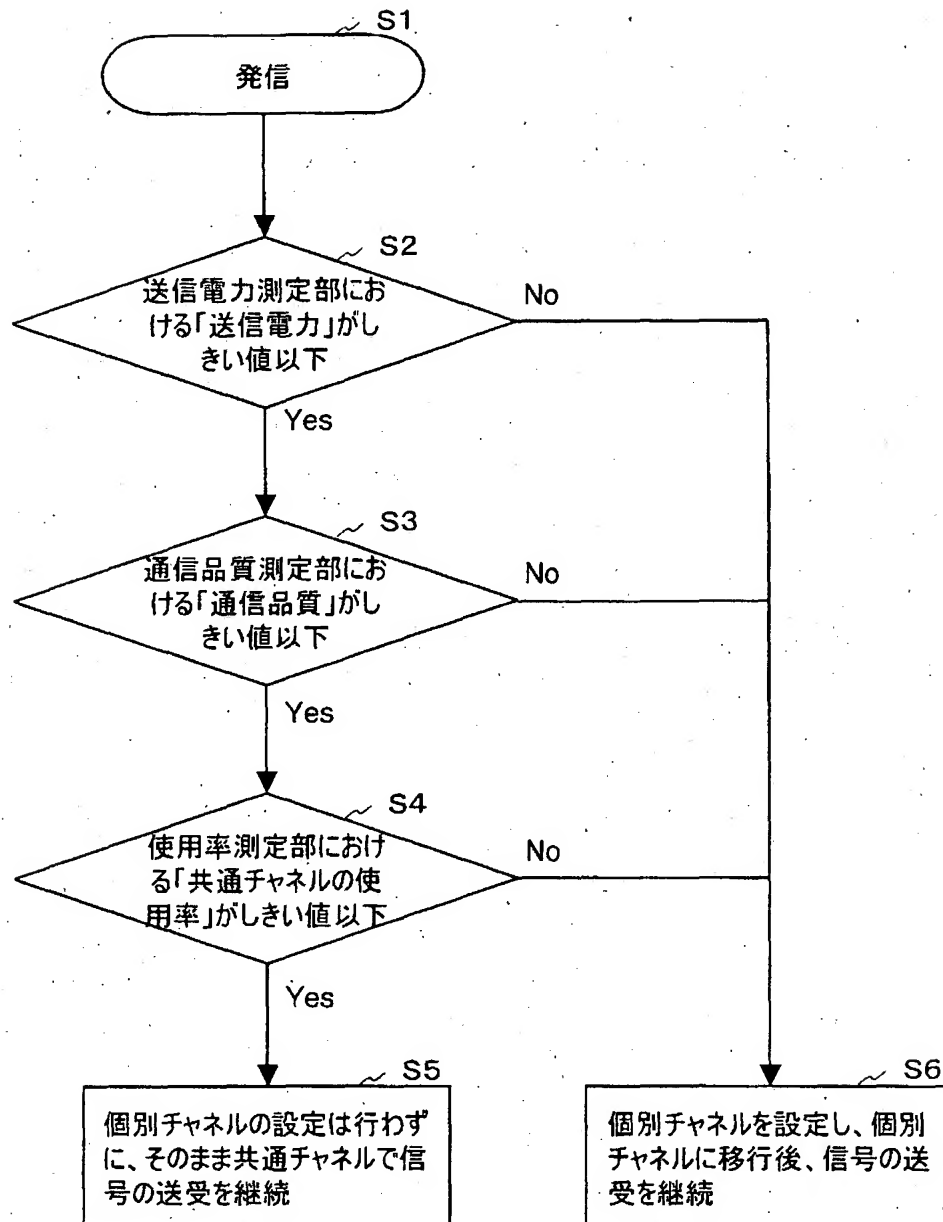 S1
発信
S2
送信電力測定部にお
ける「送信電力」がし
きい値以下
No
Yes
S3
通信品質測定部にお
ける「通信品質」がし
きい値以下
No
Yes
S4
使用率測定部におけ
る「共通チャネルの使
用率」がしきい値以下
No
Yes
S5
個別チャネルの設定は行わず
に、そのまま共通チャネルで信
号の送受を継続
S6
個別チャネルを設定し、個別
チャネルに移行後、信号の送
受を継続